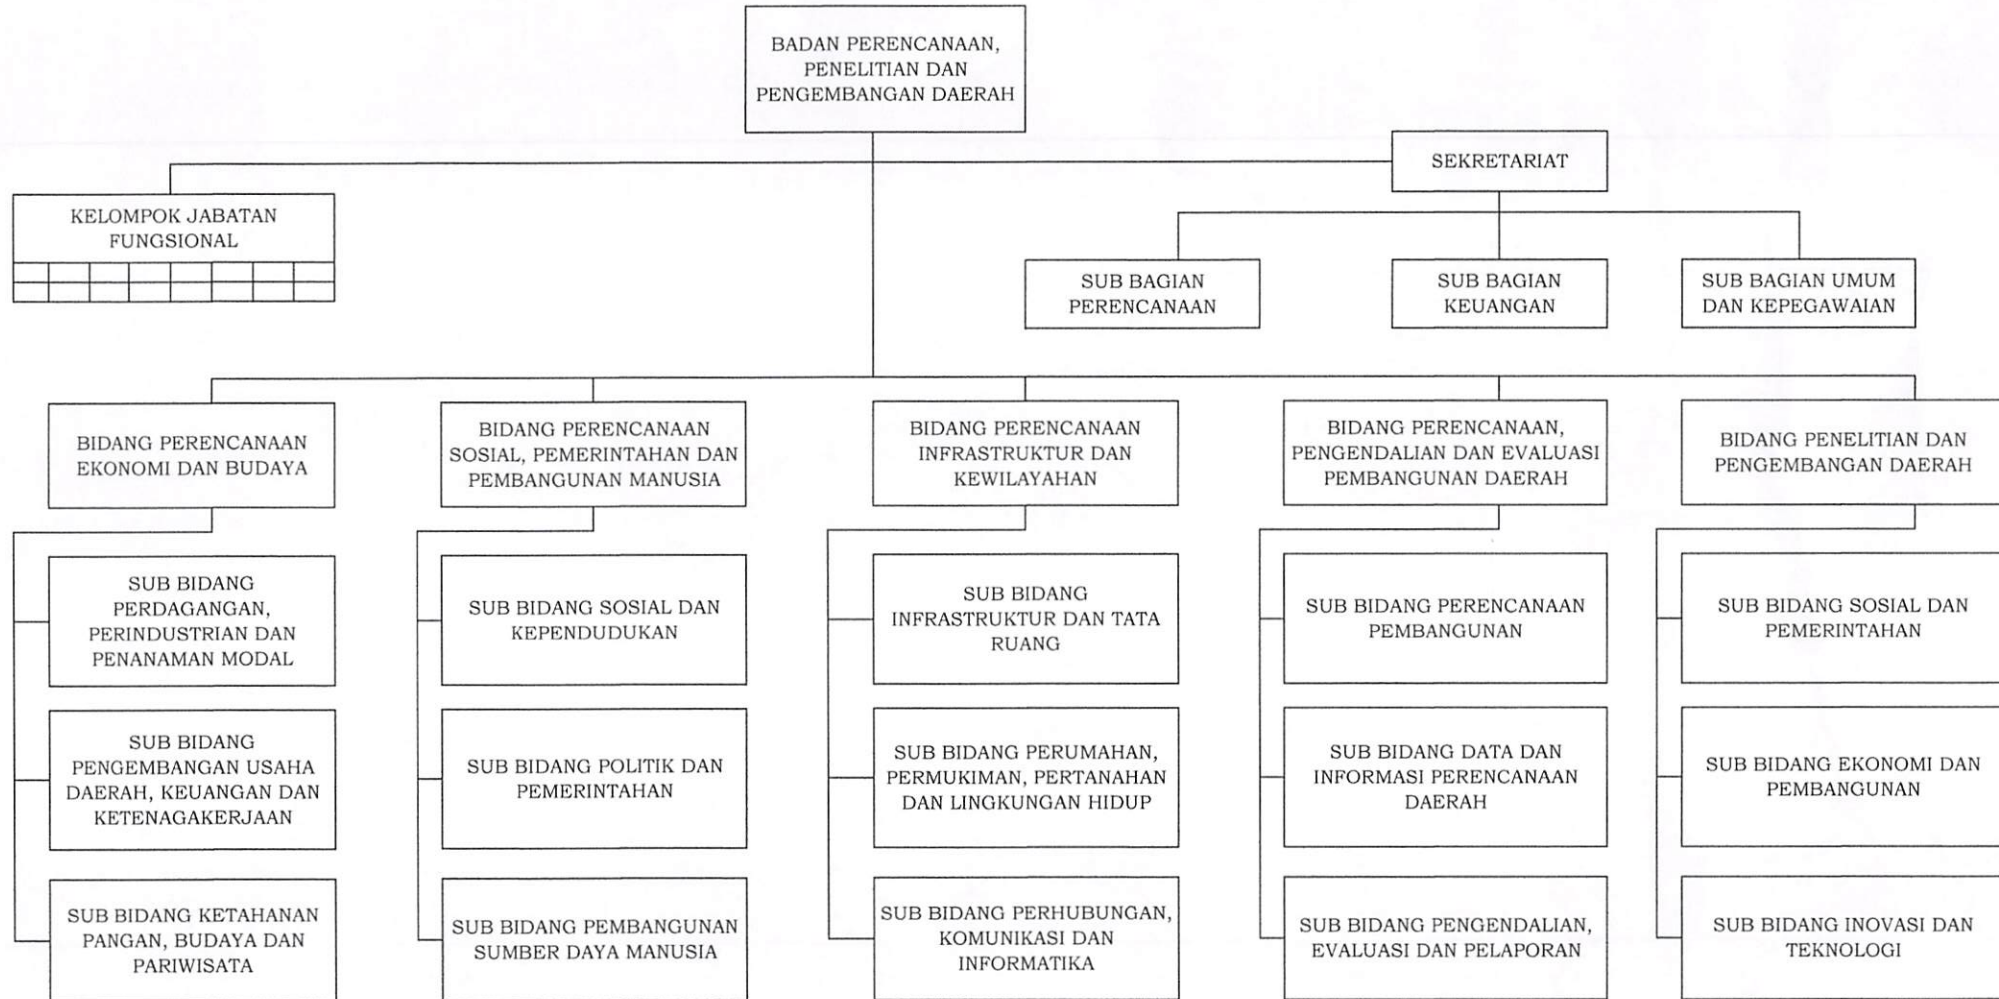 BADAN PERENCANAAN,
PENELITIAN DAN
PENGEMBANGAN DAERAH
SEKRETARIAT
KELOMPOK JABATAN
FUNGSIONAL
SUB BAGIAN
PERENCANAAN
SUB BAGIAN
KEUANGAN
SUB BAGIAN UMUM
DAN KEPEGAWAIAN
BIDANG PERENCANAAN
EKONOMI DAN BUDAYA
BIDANG PERENCANAAN
SOSIAL, PEMERINTAHAN DAN
PEMBANGUNAN MANUSIA
BIDANG PERENCANAAN
INFRASTRUKTUR DAN
KEWILAYAHAN
BIDANG PERENCANAAN,
PENGENDALIAN DAN EVALUASI
PEMBANGUNAN DAERAH
BIDANG PENELITIAN DAN
PENGEMBANGAN DAERAH
SUB BIDANG
PERDAGANGAN,
PERINDUSTRIAN DAN
PENANAMAN MODAL
SUB BIDANG SOSIAL DAN
KEPENDUDUKAN
SUB BIDANG
INFRASTRUKTUR DAN TATA
RUANG
SUB BIDANG PERENCANAAN
PEMBANGUNAN
SUB BIDANG SOSIAL DAN
PEMERINTAHAN
SUB BIDANG
PENGEMBANGAN USAHA
DAERAH, KEUANGAN DAN
KETENAGAKERJAAN
SUB BIDANG POLITIK DAN
PEMERINTAHAN
SUB BIDANG PERUMAHAN,
PERMUKIMAN, PERTANAHAN
DAN LINGKUNGAN HIDUP
SUB BIDANG DATA DAN
INFORMASI PERENCANAAN
DAERAH
SUB BIDANG EKONOMI DAN
PEMBANGUNAN
SUB BIDANG KETAHANAN
PANGAN, BUDAYA DAN
PARIWISATA
SUB BIDANG PEMBANGUNAN
SUMBER DAYA MANUSIA
SUB BIDANG PERHUBUNGAN,
KOMUNIKASI DAN
INFORMATIKA
SUB BIDANG PENGENDALIAN,
EVALUASI DAN PELAPORAN
SUB BIDANG INOVASI DAN
TEKNOLOGI